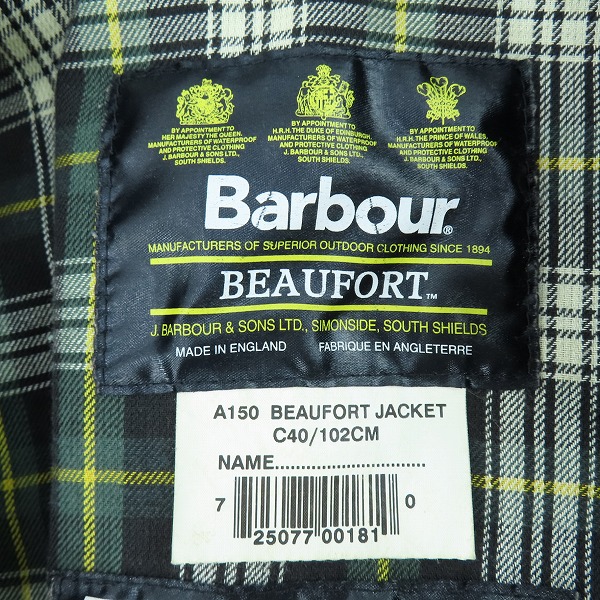 BY APPOINTMENT TO
HER MAJESTY THE QUEEN.
MANUFACTURERS OF WATERPROOF
AND PROTECTIVE CLOTHING
J. BARBOUR & SONS LTD.,
SOUTH SHIELDS.
BY APPOINTMENT TO
H.R.H. THE DUKE OF EDINBURGH.
MANUFACTURERS OF WATERPROOF
AND PROTECTIVE CLOTHING
J. BARBOUR & SONS LTD.,
SOUTH SHIELDS.
BY APPOINTMENT TO
H.R.H. THE PRINCE OF WALES.
MANUFACTURERS OF WATERPROOF
AND PROTECTIVE CLOTHING
J. BARBOUR & SONS LTD.,
SOUTH SHIELDS.
Barbour®
MANUFACTURERS OF SUPERIOR OUTDOOR CLOTHING SINCE 1894
BEAUFORT™
J. BARBOUR & SONS LTD., SIMONSIDE, SOUTH SHIELDS
MADE IN ENGLAND FABRIQUE EN ANGLETERRE
A150 BEAUFORT JACKET
C40/102CM
NAME..............................
7 25077 00181 0